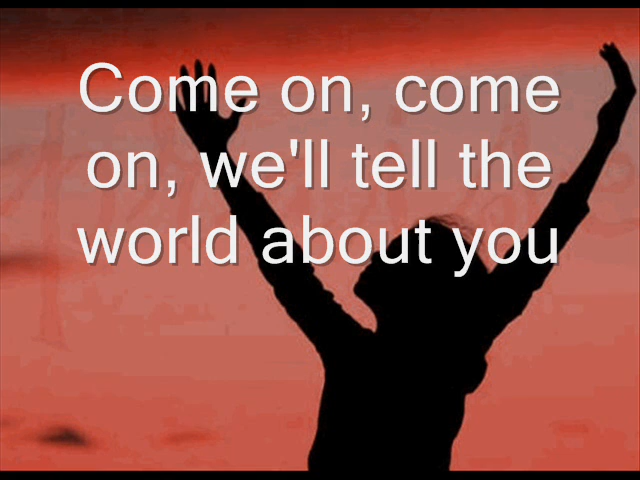 Come on, come
on, we'll tell the
world about you